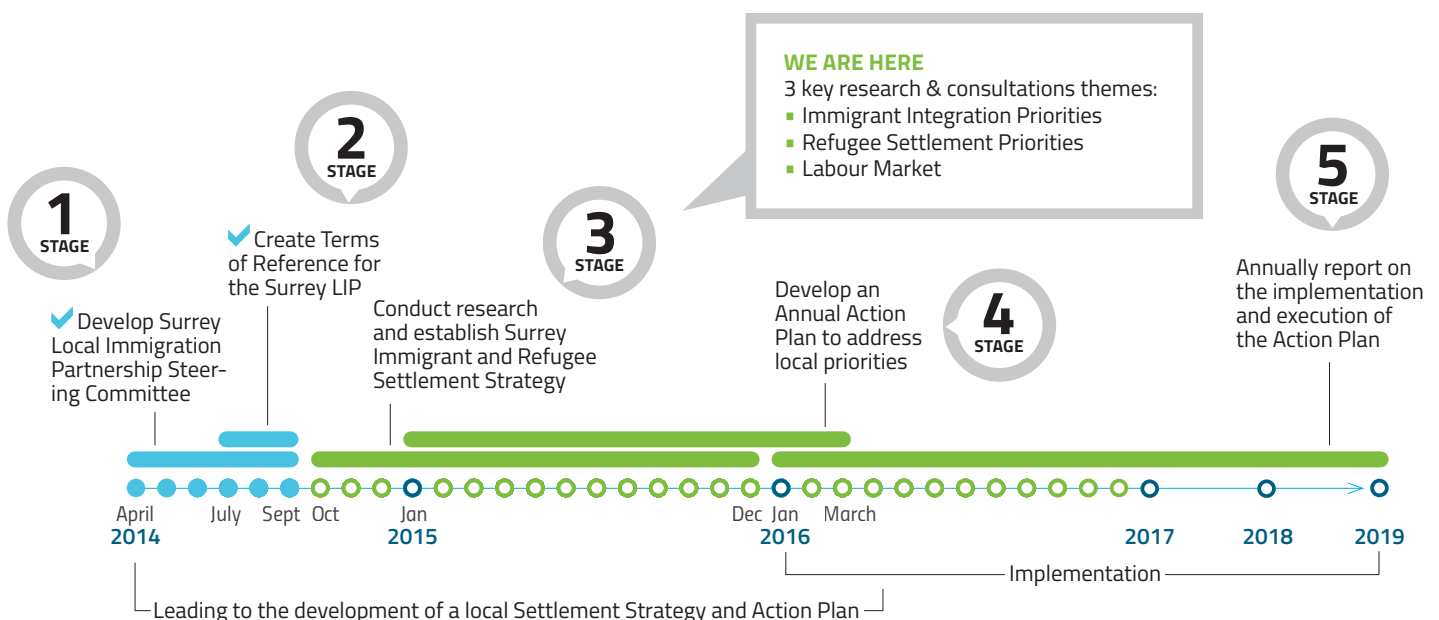 WE ARE HERE
3 key research & consultations themes:
Immigrant Integration Priorities
Refugee Settlement Priorities
Labour Market
1
STAGE
Develop Surrey
Local Immigration
Partnership Steer-
ing Committee
2
STAGE
Create Terms
of Reference for
the Surrey LIP
3
STAGE
Conduct research
and establish Surrey
Immigrant and Refugee
Settlement Strategy
4
STAGE
Develop an
Annual Action
Plan to address
local priorities
5
STAGE
Annually report on
the implementation
and execution of
the Action Plan
April July Sept Oct Jan Dec Jan March
2014 2015 2016 2017 2018 2019
Implementation
Leading to the development of a local Settlement Strategy and Action Plan